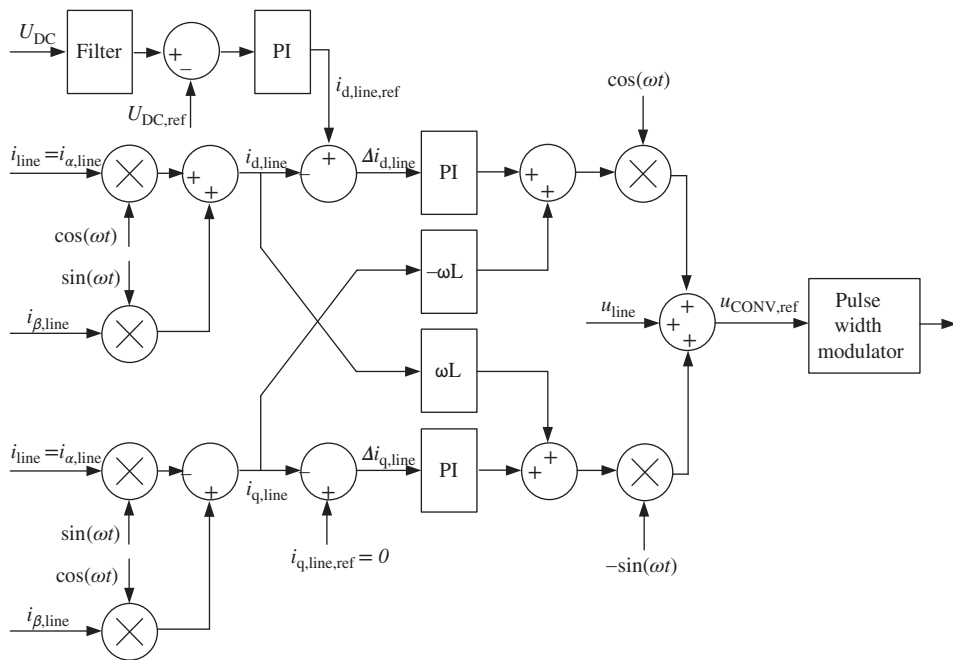 U_DC
Filter
+
−
PI
U_DC,ref
i_d,line,ref
cos(ωt)
i_line = i_α,line
+
+
i_d,line
−
+
Δi_d,line
PI
+
+
cos(ωt)
sin(ωt)
i_β,line
−ωL
u_line
+
+
+
u_CONV,ref
Pulse
width
modulator
ωL
i_line = i_α,line
−
+
i_q,line
−
+
Δi_q,line
PI
+
+
sin(ωt)
cos(ωt)
i_q,line,ref = 0
−sin(ωt)
i_β,line